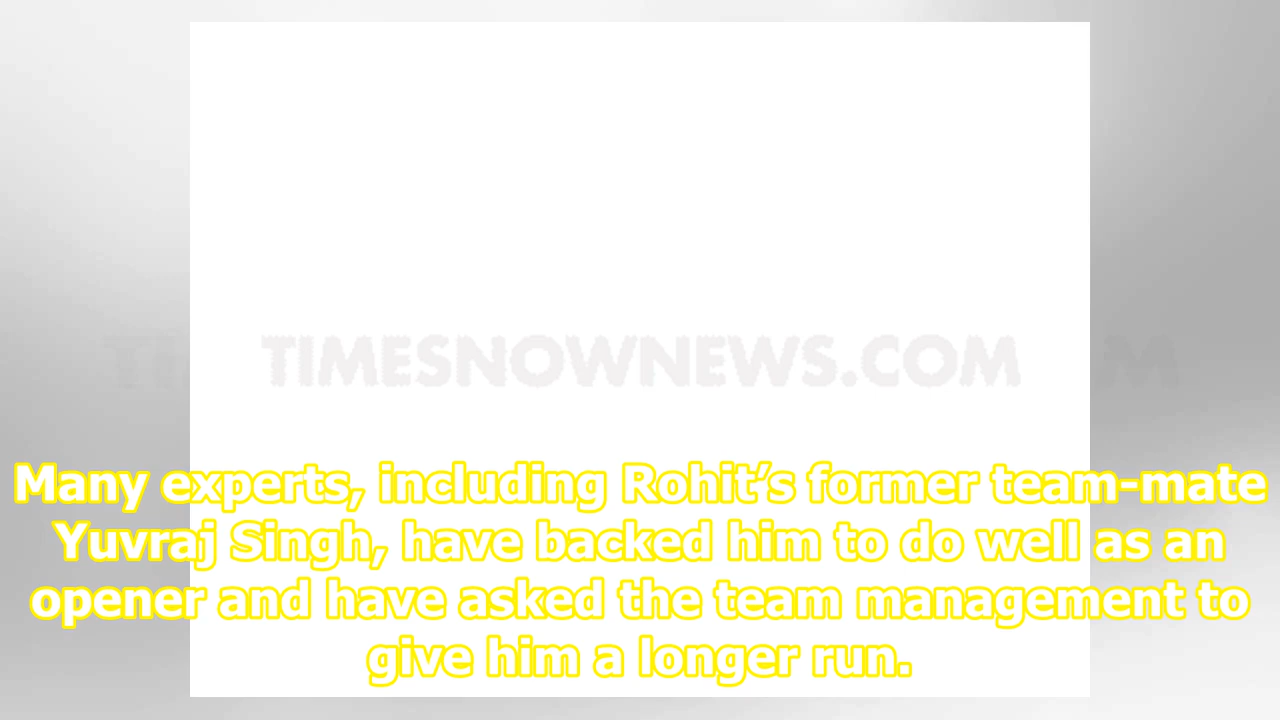 TIMESNOWNEWS.COM
Many experts, including Rohit’s former team-mate
Yuvraj Singh, have backed him to do well as an
opener and have asked the team management to
give him a longer run.